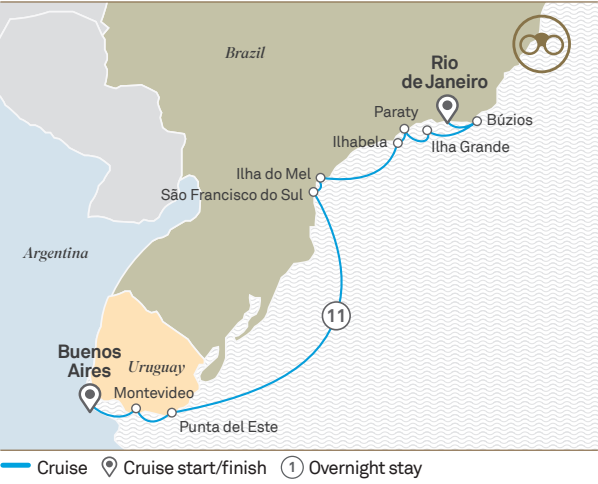 Brazil
Rio
de Janeiro
Paraty
Búzios
Ilhabela
Ilha Grande
Ilha do Mel
São Francisco do Sul
Argentina
11
Buenos
Aires
Uruguay
Montevideo
Punta del Este
Cruise
Cruise start/finish
1 Overnight stay